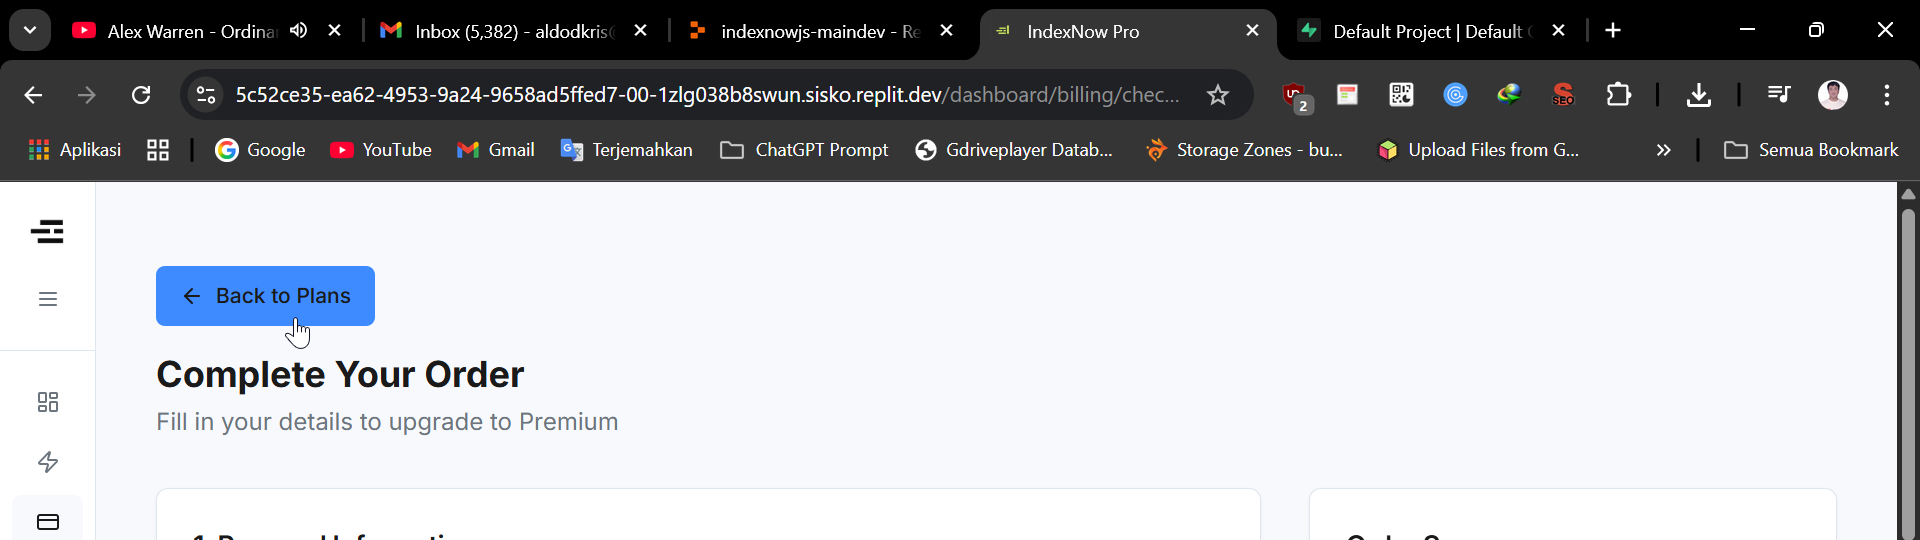 Alex Warren - Ordina
Inbox (5,382) - aldodkris
indexnowjs-maindev - Re
IndexNow Pro
Default Project | Default
5c52ce35-ea62-4953-9a24-9658ad5ffed7-00-1zlg038b8swun.sisko.replit.dev/dashboard/billing/chec...
2
SEO
Aplikasi
Google
YouTube
Gmail
Terjemahkan
ChatGPT Prompt
Gdriveplayer Datab...
Storage Zones - bu...
Upload Files from G...
Semua Bookmark
Back to Plans
Complete Your Order
Fill in your details to upgrade to Premium